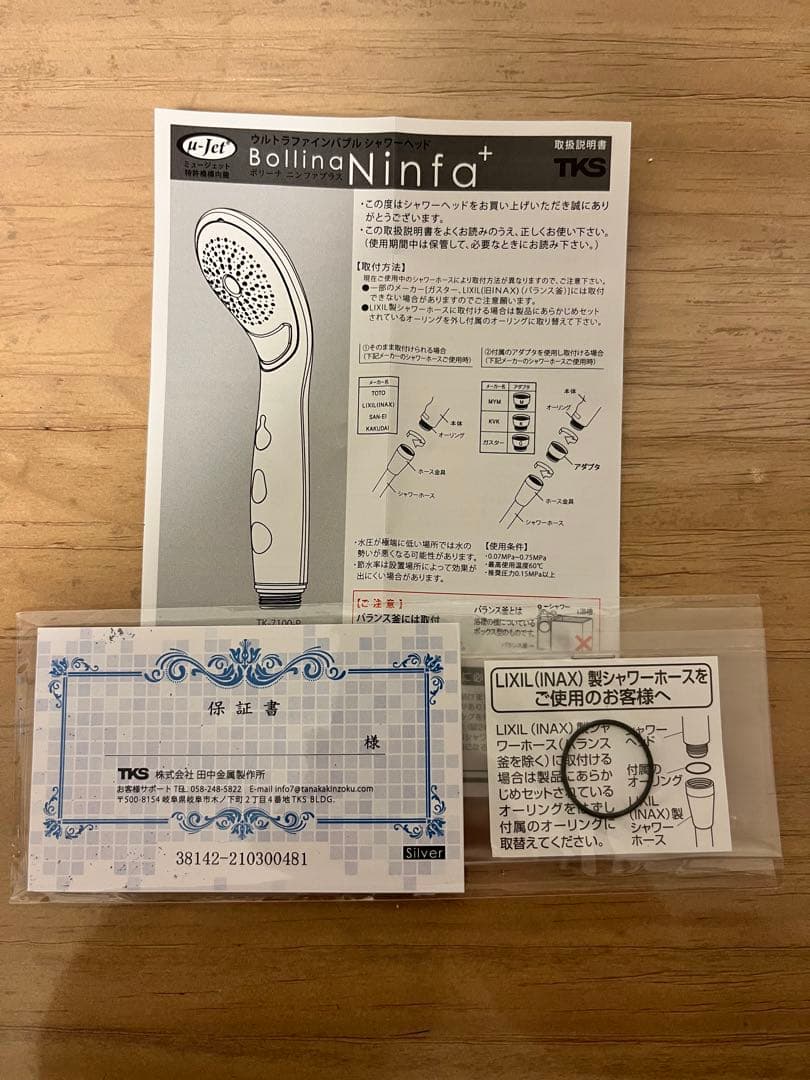 μ-Jet
ミュージェット
特許機構内蔵
ウルトラファインバブル シャワーヘッド
Bollina Ninfa+
ボリーナ ニンファプラス
取扱説明書
TKS
・この度はシャワーヘッドをお買い上げいただき誠にあり
がとうございます。
・この取扱説明書をよくお読みのうえ、正しくお使い下さい。
(使用期間中は保管して、必要なときにお読み下さい。)
【取付方法】
現在ご使用中のシャワーホースにより取付方法が異なりますので、ご注意下さい。
●一部のメーカー[ガスター、LIXIL(旧INAX)(バランス釜)]には取付
できない場合がありますのでご注意願います。
●LIXIL製シャワーホースに取付ける場合は製品にあらかじめセット
されているオーリングを外し付属のオーリングに取り替えて下さい。
①そのまま取付けられる場合
(下記メーカーのシャワーホースご使用時)
メーカー名
TOTO
LIXIL(INAX)
SAN-EI
KAKUDAI
本体
オーリング
ホース金具
シャワーホース
②付属のアダプタを使用し取付ける場合
(下記メーカーのシャワーホースご使用時)
メーカー名 アダプタ
MYM M
KVK K
ガスター G
本体
オーリング
アダプタ
ホース金具
シャワーホース
・水圧が極端に低い場所では水の
勢いが悪くなる可能性があります。
・節水率は設置場所によって効果が
出にくい場合があります。
【使用条件】
・0.07MPa~0.75MPa
・最高使用温度60℃
・推奨圧力0.15MPa以上
【ご注意】
バランス釜には取付
バランス釜とは
浴槽の横についている
ボックス型のものです。
シャワー
浴槽
バランス釜
TK-7100-P
保証書
様
TKS 株式会社 田中金属製作所
お客様サポート TEL. 058-248-5822 E-mail info7@tanakakinzoku.com
〒500-8154 岐阜県岐阜市木ノ下町2丁目4番地 TKS BLDG.
38142-210300481
Silver
LIXIL(INAX)製シャワーホースを
ご使用のお客様へ
LIXIL(INAX)製シャ
ワーホース(バランス
釜を除く)に取付ける
場合は製品にあらか
じめセットされている
オーリングをはずし
付属のオーリングに
取替えてください。
シャワー
ヘッド
付属の
オーリング
LIXIL
(INAX)製
シャワー
ホース